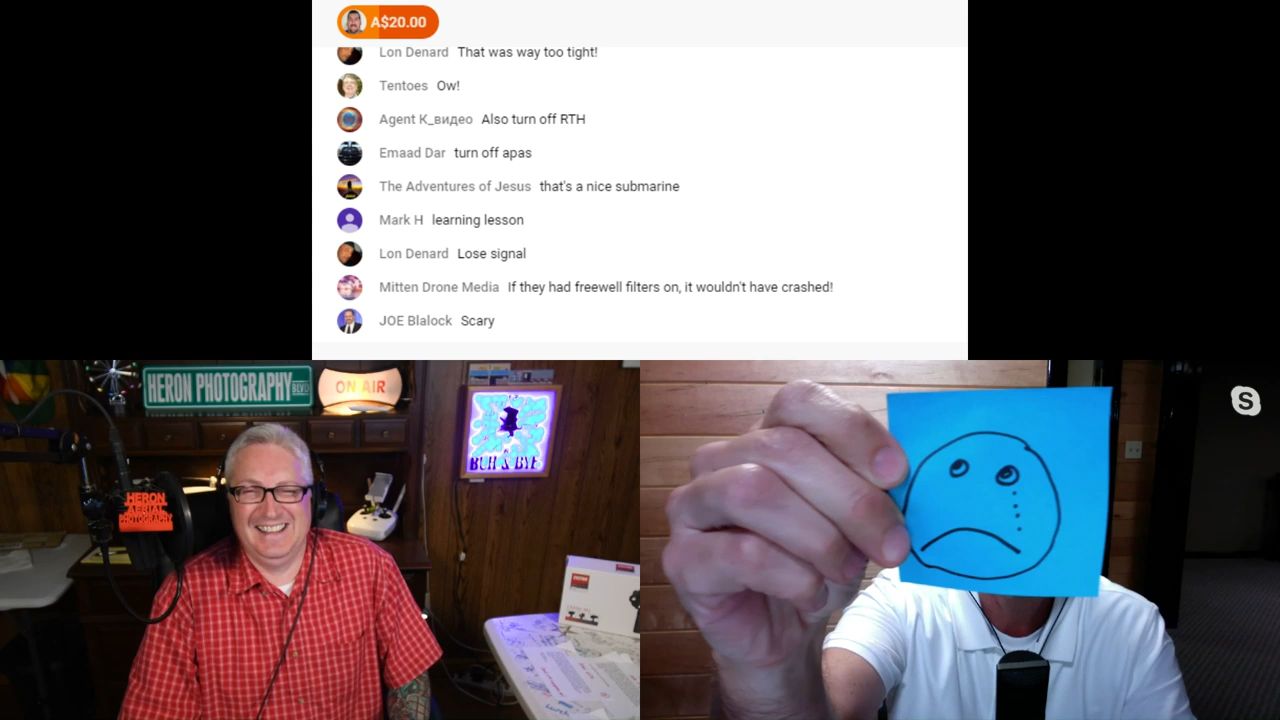 A$20.00
Lon Denard That was way too tight!
Tentoes Ow!
Agent K_видео Also turn off RTH
Emaad Dar turn off apas
The Adventures of Jesus that's a nice submarine
Mark H learning lesson
Lon Denard Lose signal
Mitten Drone Media If they had freewell filters on, it wouldn't have crashed!
JOE Blalock Scary
HERON PHOTOGRAPHY BLVD
ON AIR
BUH & BYE
HERON
AERIAL
PHOTOGRAPHY